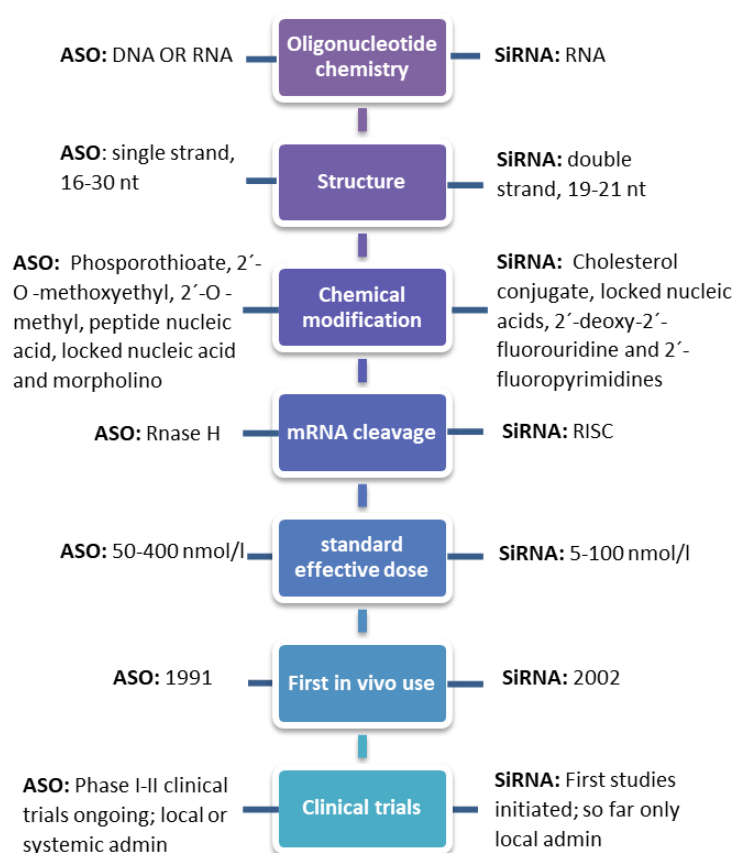 ASO: DNA OR RNA
Oligonucleotide
chemistry
SiRNA: RNA
ASO: single strand,
16-30 nt
Structure
SiRNA: double
strand, 19-21 nt
ASO:  Phosporothioate, 2´-
O -methoxyethyl, 2´-O -
methyl, peptide nucleic
acid, locked nucleic acid
and morpholino
Chemical
modification
SiRNA:  Cholesterol
conjugate, locked nucleic
acids, 2´-deoxy-2´-
fluorouridine and 2´-
fluoropyrimidines
ASO: Rnase H
mRNA cleavage
SiRNA: RISC
ASO: 50-400 nmol/l
standard
effective dose
SiRNA: 5-100 nmol/l
ASO: 1991
First in vivo use
SiRNA: 2002
ASO: Phase I-II clinical
trials ongoing; local or
systemic admin
Clinical trials
SiRNA: First studies
initiated; so far only
local admin